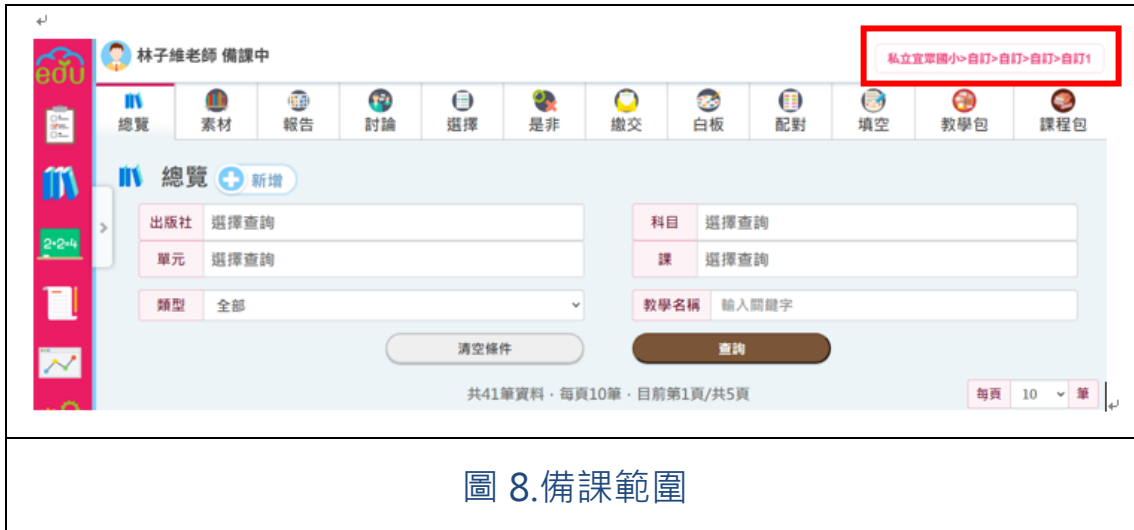 林子維老師 備課中
私立宜眾國小>自訂>自訂>自訂>自訂1
edu
總覽 素材 報告 討論 選擇 是非 繳交 白板 配對 填空 教學包 課程包
總覽 新增
出版社 選擇查詢 科目 選擇查詢
2+2=4
單元 選擇查詢 課 選擇查詢
類型 全部 教學名稱 輸入關鍵字
清空條件 查詢
共41筆資料 · 每頁10筆 · 目前第1頁/共5頁
每頁 10 筆
圖 8.備課範圍